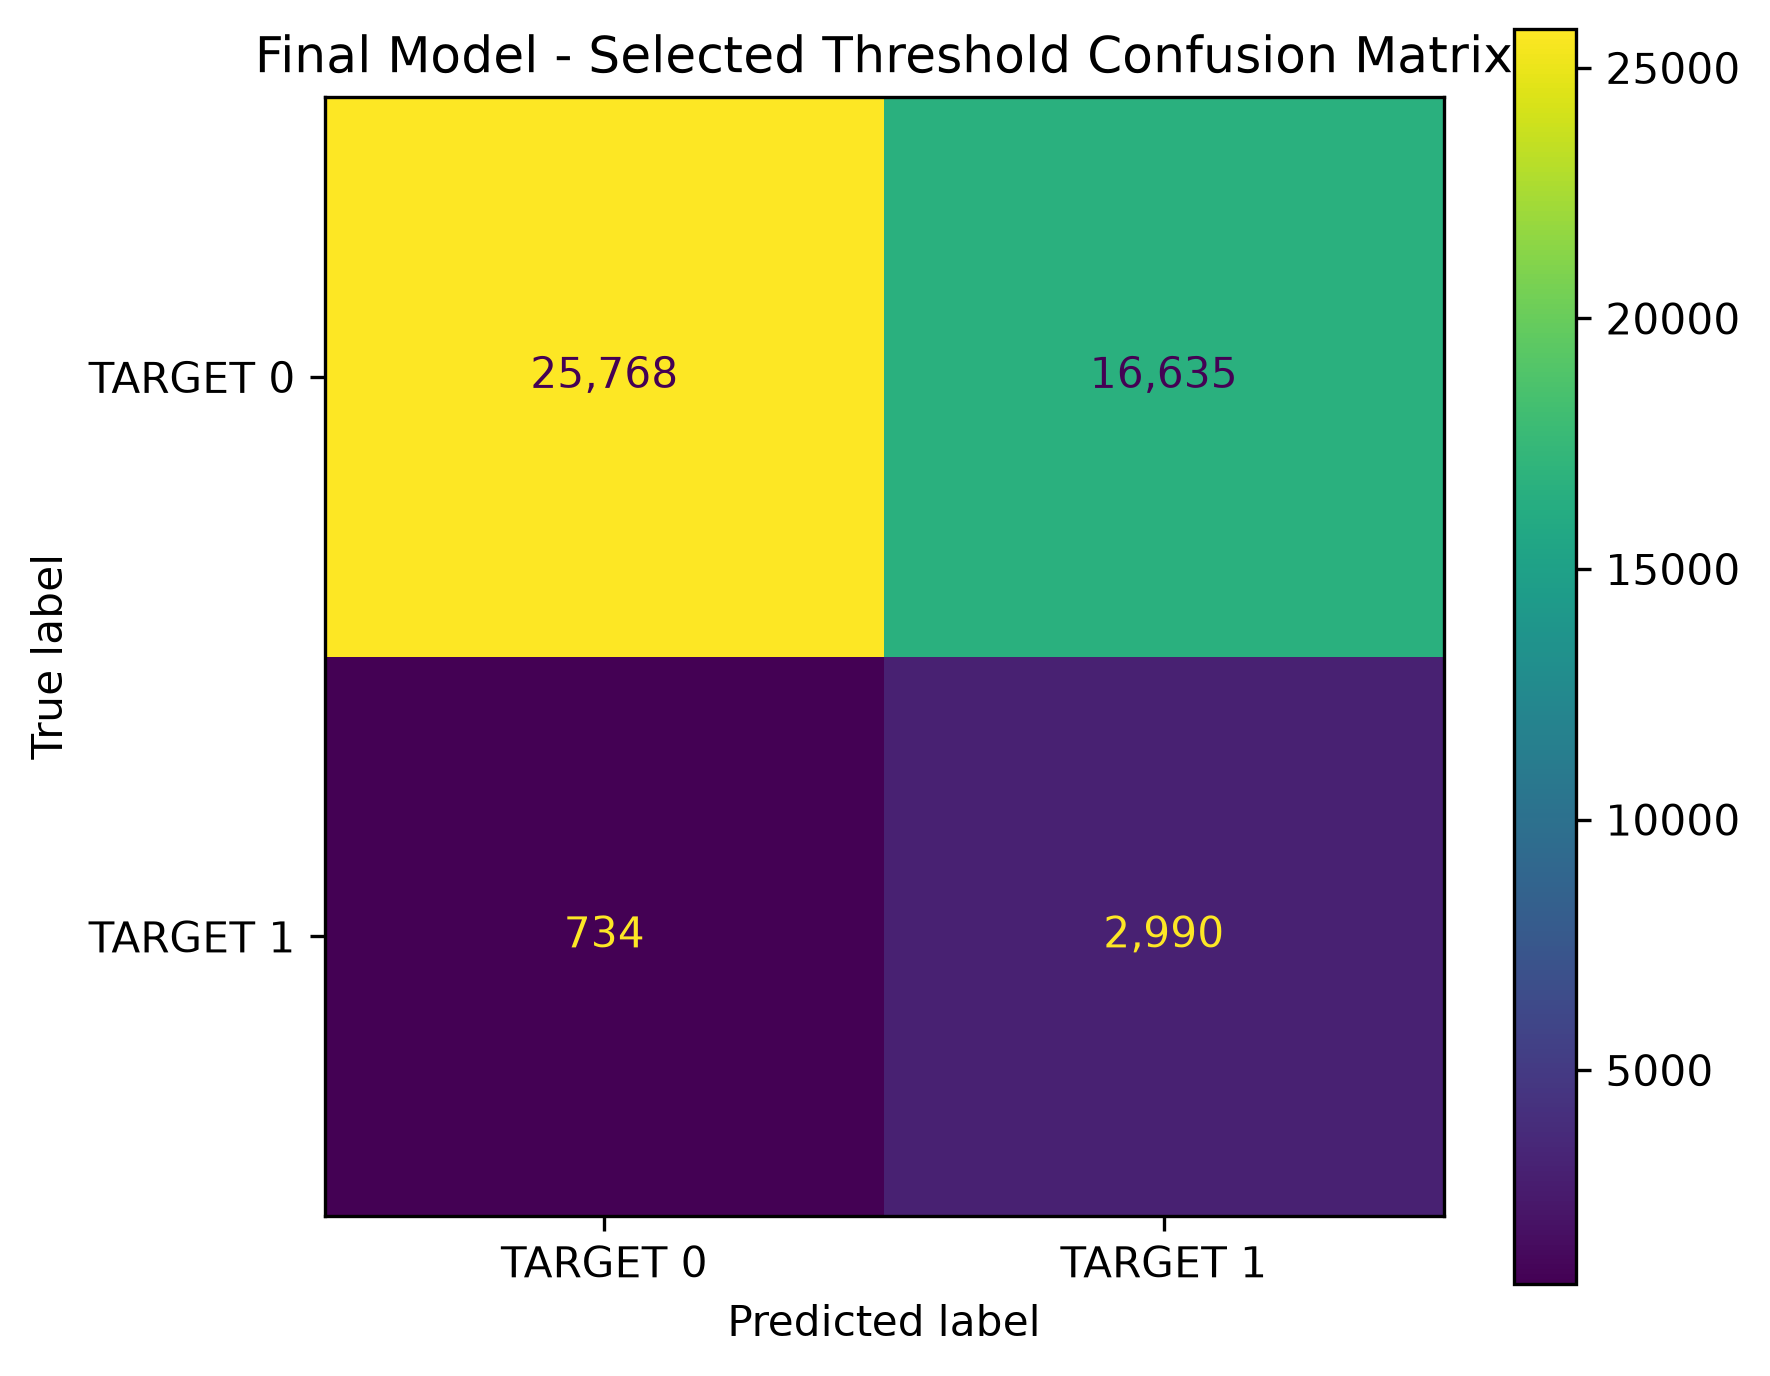 Final Model - Selected Threshold Confusion Matrix
25000
20000
15000
10000
5000
True label
TARGET 0
25,768
16,635
TARGET 1
734
2,990
TARGET 0
TARGET 1
Predicted label